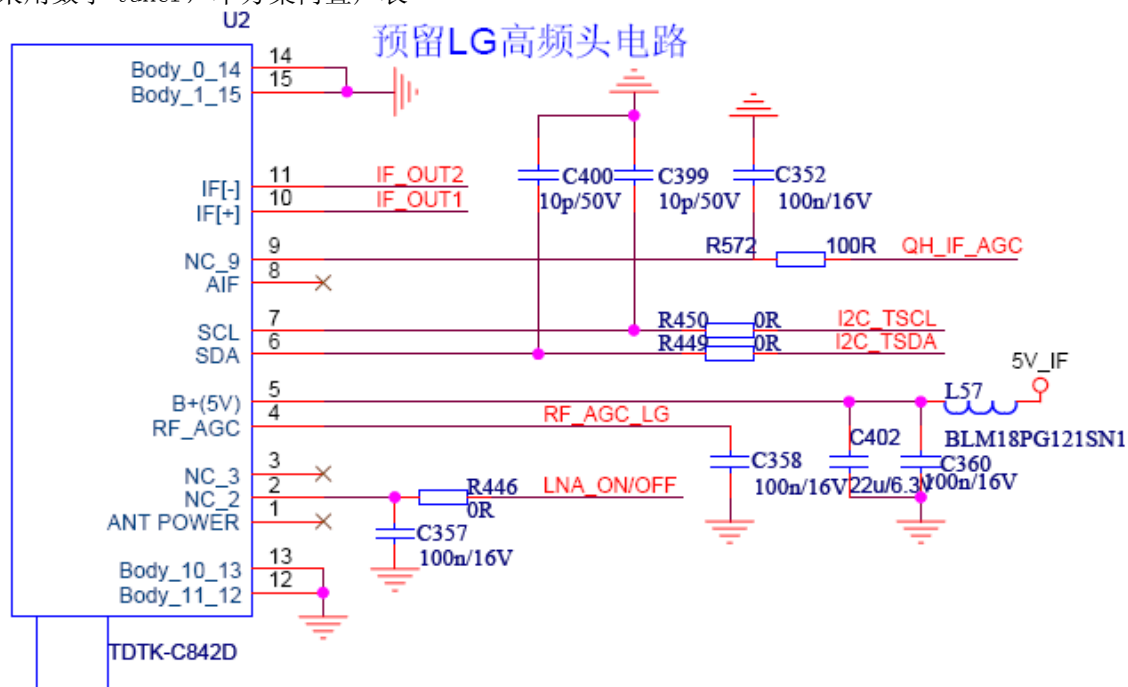 U2
预留LG高频头电路
Body_0_14 14
Body_1_15 15
IF[-] 11 IF_OUT2
IF[+] 10 IF_OUT1
C400 10p/50V
C399 10p/50V
C352 100n/16V
NC_9 9 R572 100R QH_IF_AGC
AIF 8
SCL 7 R450 0R I2C_TSCL
SDA 6 R449 0R I2C_TSDA
5V_IF
B+(5V) 5 L57
BLM18PG121SN1
RF_AGC 4 RF_AGC_LG
C402
C358 100n/16V
22u/6.3V
C360 100n/16V
NC_3 3
NC_2 2 R446 0R LNA_ON/OFF
ANT POWER 1
C357 100n/16V
Body_10_13 13
Body_11_12 12
TDTK-C842D